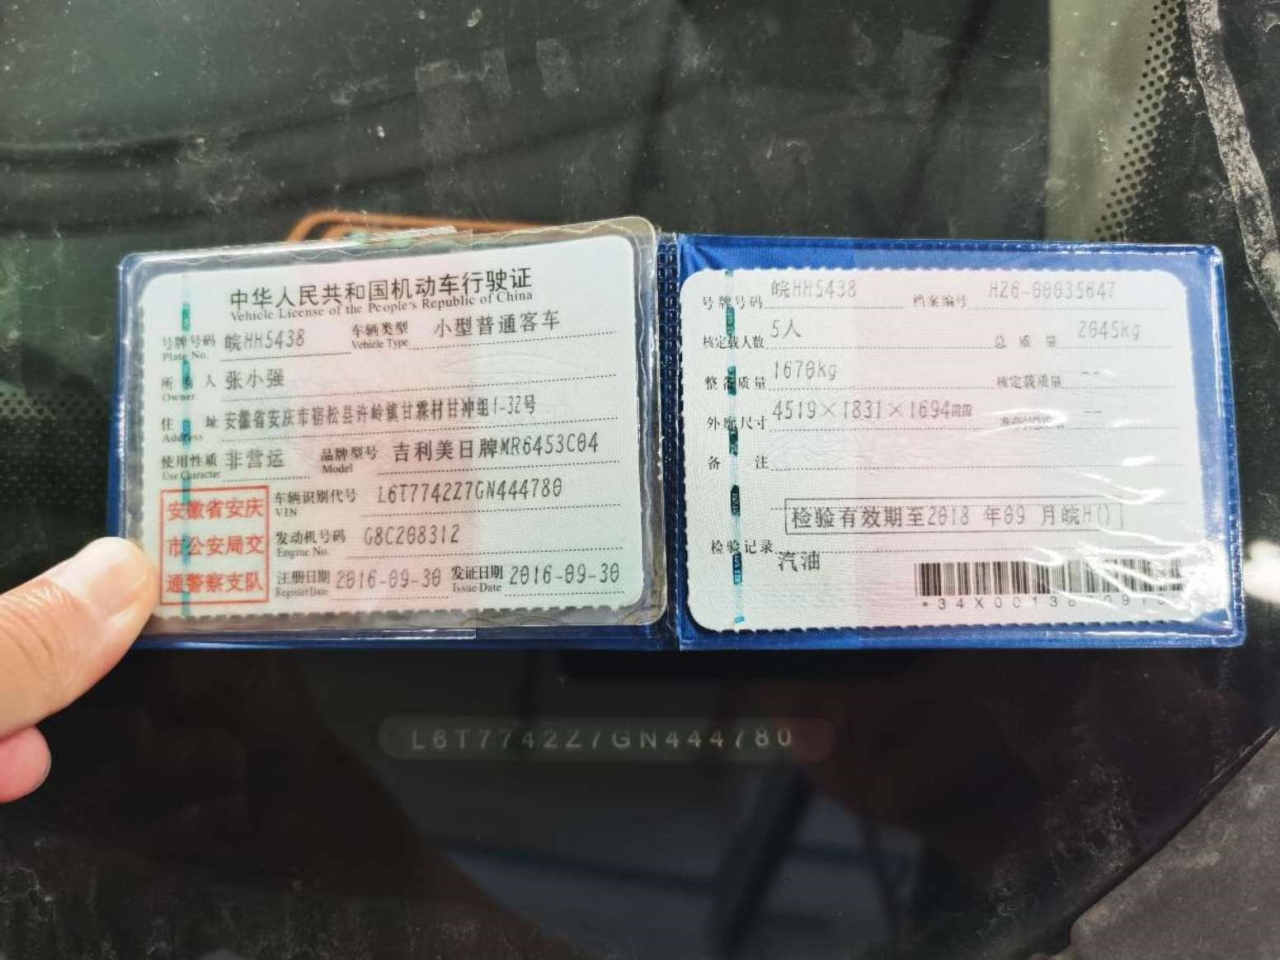 中华人民共和国机动车行驶证
Vehicle License of the People's Republic of China
号牌号码 皖HH5438 车辆类型 小型普通客车
Plate No. Vehicle Type
所 有 人 张小强
Owner
住 址 安徽省安庆市宿松县许岭镇甘霖村甘冲组1-32号
Address
使用性质 非营运 品牌型号 吉利美日牌MR6453C04
Use Character Model
安徽省安庆
市公安局交
通警察支队
车辆识别代号 L6T7742Z7GN444780
VIN
发动机号码 G8C208312
Engine No.
注册日期 2016-09-30 发证日期 2016-09-30
Register Date Issue Date
号牌号码 皖HH5438 档案编号 H26-00035647
核定载人数 5人 总 质 量 2045kg
整备质量 1670kg 核定载质量 --
外廓尺寸 4519×1831×1694mm --
备 注
检验有效期至2018 年09 月皖H()
检验记录
汽油
L6T7742Z7GN444780